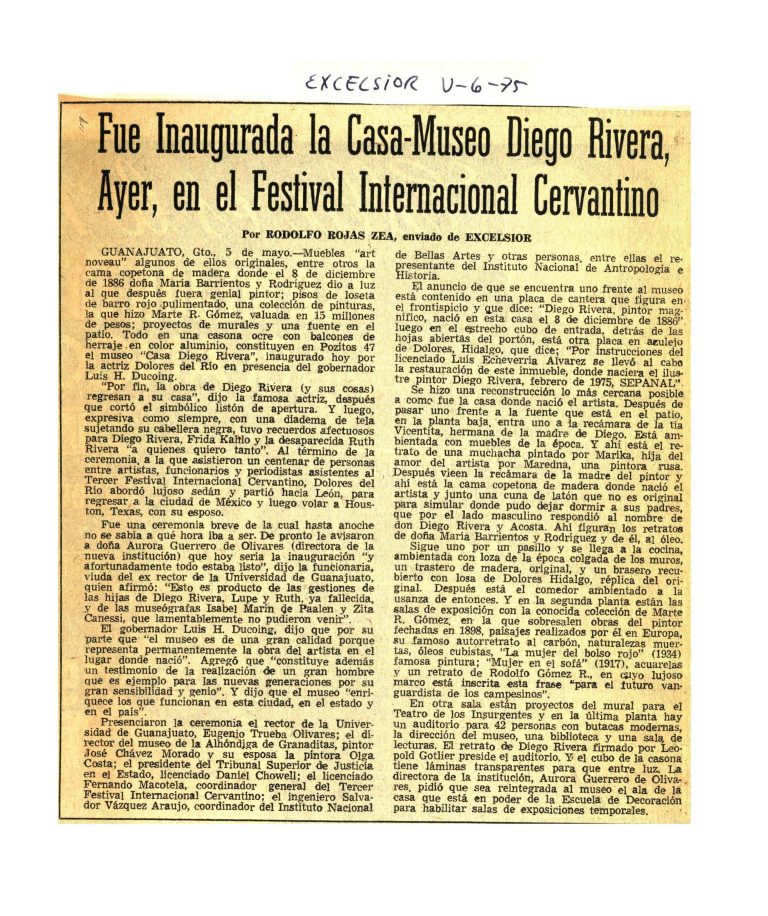 EXCELSIOR V-6-75
Fue Inaugurada la Casa-Museo Diego Rivera,
Ayer, en el Festival Internacional Cervantino
Por RODOLFO ROJAS ZEA, enviado de EXCELSIOR
GUANAJUATO, Gto., 5 de mayo.—Muebles "art
noveau" algunos de ellos originales, entre otros la
cama copetona de madera donde el 8 de diciembre
de 1886 doña María Barrientos y Rodríguez dio a luz
al que después fuera genial pintor; pisos de loseta
de barro rojo pulimentado, una colección de pinturas,
la que hizo Marte R. Gómez, valuada en 15 millones
de pesos; proyectos de murales y una fuente en el
patio. Todo en una casona ocre con balcones de
herraje en color aluminio, constituyen en Pozitos 47
el museo "Casa Diego Rivera", inaugurado hoy por
la actriz Dolores del Río en presencia del gobernador
Luis H. Ducoing.
"Por fin, la obra de Diego Rivera (y sus cosas)
regresan a su casa", dijo la famosa actriz, después
que cortó el simbólico listón de apertura. Y luego,
expresiva como siempre, con una diadema de tela
sujetando su cabellera negra, tuvo recuerdos afectuosos
para Diego Rivera, Frida Kahlo y la desaparecida Ruth
Rivera "a quienes quiero tanto". Al término de la
ceremonia, a la que asistieron un centenar de personas
entre artistas, funcionarios y periodistas asistentes al
Tercer Festival Internacional Cervantino, Dolores del
Río abordó lujoso sedán y partió hacia León, para
regresar a la ciudad de México y luego volar a Hous-
ton, Texas, con su esposo.
Fue una ceremonia breve de la cual hasta anoche
no se sabía a qué hora iba a ser. De pronto le avisaron
a doña Aurora Guerrero de Olivares (directora de la
nueva institución) que hoy sería la inauguración "y
afortunadamente todo estaba listo", dijo la funcionaria,
viuda del ex rector de la Universidad de Guanajuato,
quien afirmó: "Esto es producto de las gestiones de
las hijas de Diego Rivera, Lupe y Ruth, ya fallecida,
y de las museógrafas Isabel Marín de Paalen y Zita
Canessi, que lamentablemente no pudieron venir".
El gobernador Luis H. Ducoing, dijo que por su
parte que "el museo es de una gran calidad porque
representa permanentemente la obra del artista en el
lugar donde nació". Agregó que "constituye además
un testimonio de la realización de un gran hombre
que es ejemplo para las nuevas generaciones por su
gran sensibilidad y genio". Y dijo que el museo "enri-
quece los que funcionan en esta ciudad, en el estado y
en el país".
Presenciaron la ceremonia el rector de la Univer-
sidad de Guanajuato, Eugenio Trueba Olivares; el di-
rector del museo de la Alhóndiga de Granaditas, pintor
José Chávez Morado y su esposa la pintora Olga
Costa; el presidente del Tribunal Superior de Justicia
en el Estado, licenciado Daniel Chowell; el licenciado
Fernando Macotela, coordinador general del Tercer
Festival Internacional Cervantino; el ingeniero Salva-
dor Vázquez Araujo, coordinador del Instituto Nacional
de Bellas Artes y otras personas, entre ellas el re-
presentante del Instituto Nacional de Antropología e
Historia.
El anuncio de que se encuentra uno frente al museo
está contenido en una placa de cantera que figura en
el frontispicio y que dice: "Diego Rivera, pintor mag-
nífico, nació en esta casa el 8 de diciembre de 1886".
luego en el estrecho cubo de entrada, detrás de las
hojas abiertas del portón, está otra placa en azulejo
de Dolores, Hidalgo, que dice; "Por instrucciones del
licenciado Luis Echeverría Alvarez se llevó al cabo
la restauración de este inmueble, donde naciera el ilus-
tre pintor Diego Rivera, febrero de 1975, SEPANAL".
Se hizo una reconstrucción lo más cercana posible
a como fue la casa donde nació el artista. Después de
pasar uno frente a la fuente que está en el patio,
en la planta baja, entra uno a la recámara de la tía
Vicentita, hermana de la madre de Diego. Está am-
bientada con muebles de la época. Y ahí está el re-
trato de una muchacha pintado por Marika, hija del
amor del artista por Maredna, una pintora rusa.
Después vienen la recámara de la madre del pintor y
ahí está la cama copetona de madera donde nació el
artista y junto una cuna de latón que no es original
para simular donde pudo dejar dormir a sus padres,
que por el lado masculino respondió al nombre de
don Diego Rivera y Acosta. Ahí figuran los retratos
de doña María Barrientos y Rodríguez y de él, al óleo.
Sigue uno por un pasillo y se llega a la cocina,
ambientada con loza de la época colgada de los muros,
un trastero de madera, original, y un brasero recu-
bierto con losa de Dolores Hidalgo, réplica del ori-
ginal. Después está el comedor ambientado a la
usanza de entonces. Y en la segunda planta están las
salas de exposición con la conocida colección de Marte
R. Gómez, en la que sobresalen obras del pintor
fechadas en 1898, paisajes realizados por él en Europa,
su famoso autorretrato al carbón, naturalezas muer-
tas, óleos cubistas, "La mujer del bolso rojo" (1934)
famosa pintura; "Mujer en el sofá" (1917), acuarelas
y un retrato de Rodolfo Gómez R., en cuyo lujoso
marco está inscrita esta frase "para el futuro van-
guardista de los campesinos".
En otra sala están proyectos del mural para el
Teatro de los Insurgentes y en la última planta hay
un auditorio para 42 personas con butacas modernas,
la dirección del museo, una biblioteca y una sala de
lecturas. El retrato de Diego Rivera firmado por Leo-
pold Gotlier preside el auditorio. Y el cubo de la casona
tiene láminas transparentes para que entre luz. La
directora de la institución, Aurora Guerrero de Oliva-
res, pidió que sea reintegrada al museo el ala de la
casa que está en poder de la Escuela de Decoración
para habilitar salas de exposiciones temporales.